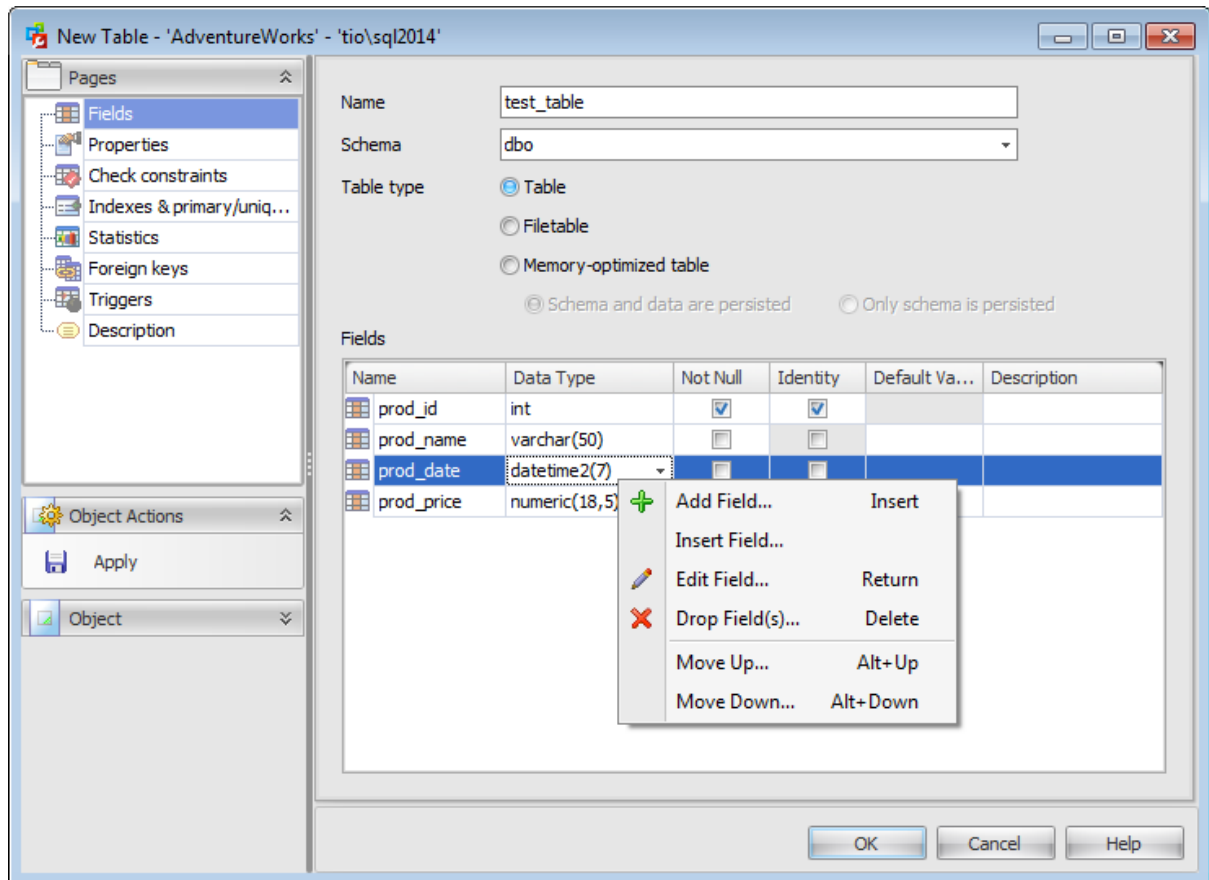 New Table - 'AdventureWorks' - 'tio\sql2014'
Pages
Fields
Properties
Check constraints
Indexes & primary/uniq...
Statistics
Foreign keys
Triggers
Description
Object Actions
Apply
Object
Name test_table
Schema dbo
Table type Table
Filetable
Memory-optimized table
Schema and data are persisted Only schema is persisted
Fields
Name Data Type Not Null Identity Default Va... Description
prod_id int
prod_name varchar(50)
prod_date datetime2(7)
prod_price numeric(18,5)
Add Field... Insert
Insert Field...
Edit Field... Return
Drop Field(s)... Delete
Move Up... Alt+Up
Move Down... Alt+Down
OK Cancel Help